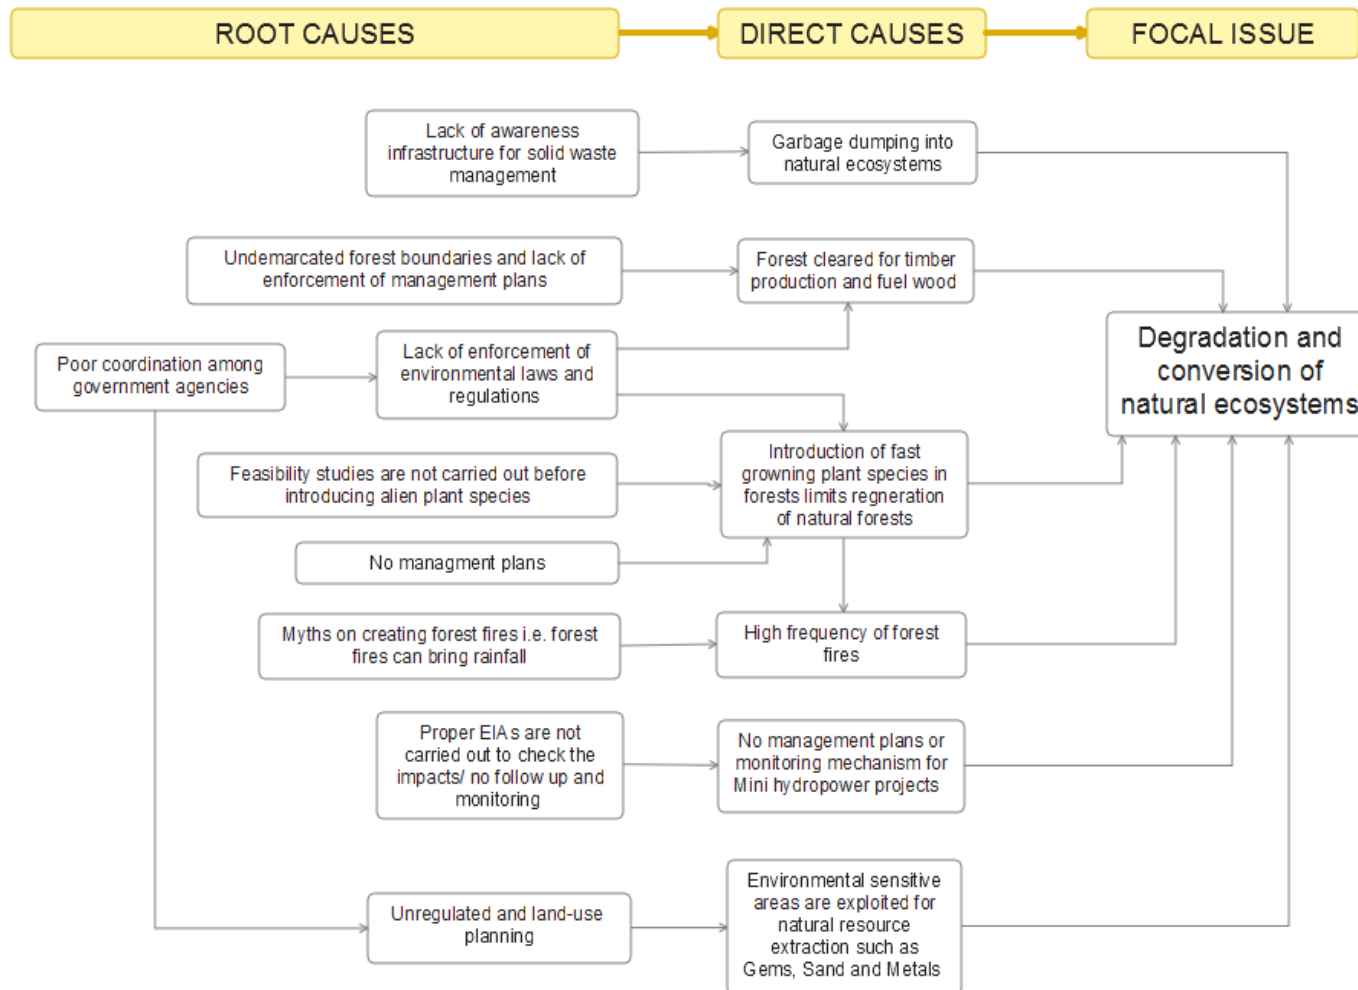 ROOT CAUSES
DIRECT CAUSES
FOCAL ISSUE
Lack of awareness
infrastructure for solid waste
management
Garbage dumping into
natural ecosystems
Undemarcated forest boundaries and lack of
enforcement of management plans
Forest cleared for timber
production and fuel wood
Poor coordination among
government agencies
Lack of enforcement of
environmental laws and
regulations
Degradation and
conversion of
natural ecosystems
Feasibility studies are not carried out before
introducing alien plant species
Introduction of fast
growning plant species in
forests limits regneration
of natural forests
No managment plans
Myths on creating forest fires i.e. forest
fires can bring rainfall
High frequency of forest
fires
Proper EIAs are not
carried out to check the
impacts/ no follow up and
monitoring
No management plans or
monitoring mechanism for
Mini hydropower projects
Unregulated and land-use
planning
Environmental sensitive
areas are exploited for
natural resource
extraction such as
Gems, Sand and Metals